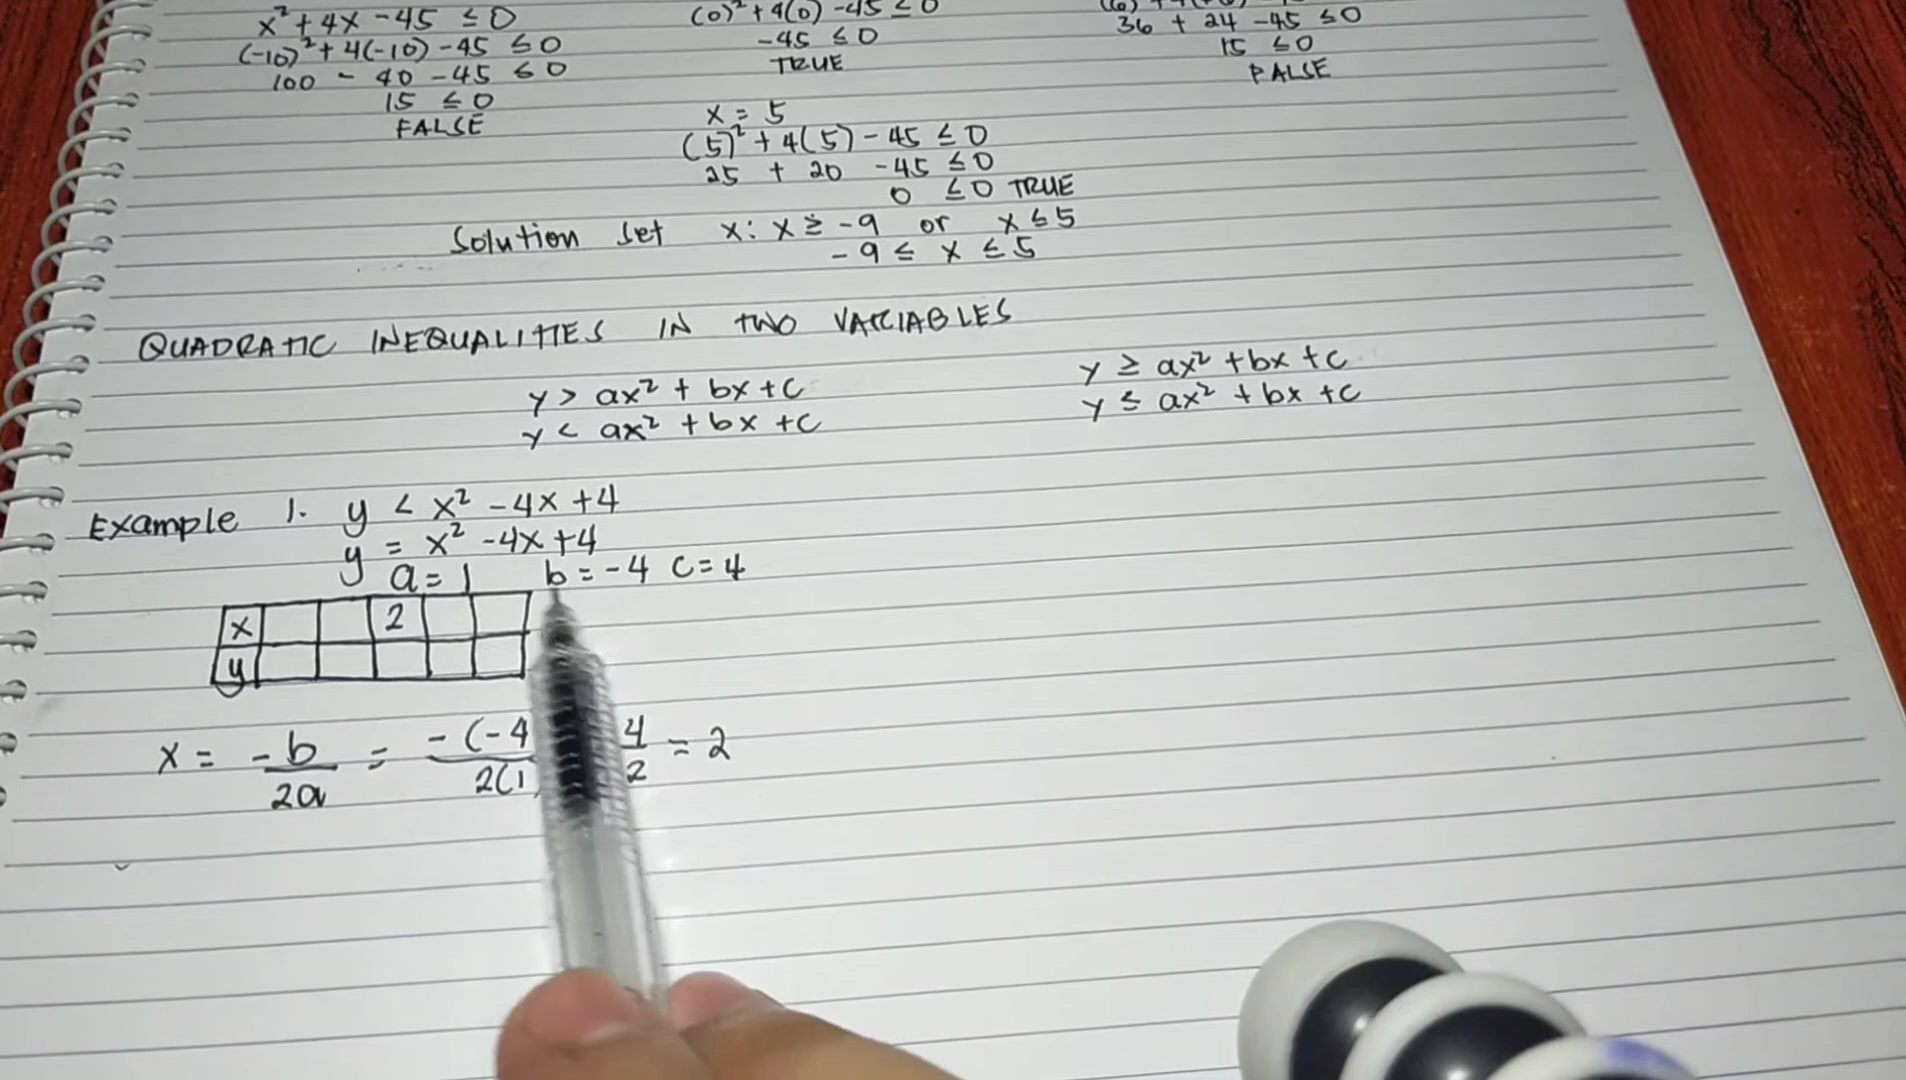 x² + 4x - 45 ≤ 0
(-10)² + 4(-10) - 45 ≤ 0
100 - 40 - 45 ≤ 0
15 ≤ 0
FALSE
(0)² + 4(0) - 45 ≤ 0
-45 ≤ 0
TRUE
36 + 24 - 45 ≤ 0
15 ≤ 0
FALSE
x = 5
(5)² + 4(5) - 45 ≤ 0
25 + 20 - 45 ≤ 0
0 ≤ 0 TRUE
Solution set x: x ≥ -9 or x ≤ 5
-9 ≤ x ≤ 5
QUADRATIC INEQUALITIES IN TWO VARIABLES
y > ax² + bx + c
y < ax² + bx + c
y ≥ ax² + bx + c
y ≤ ax² + bx + c
Example 1. y < x² - 4x + 4
y = x² - 4x + 4
a = 1 b = -4 c = 4
x 2
y
x = -b/2a = -(-4/2(1 4/2 = 2